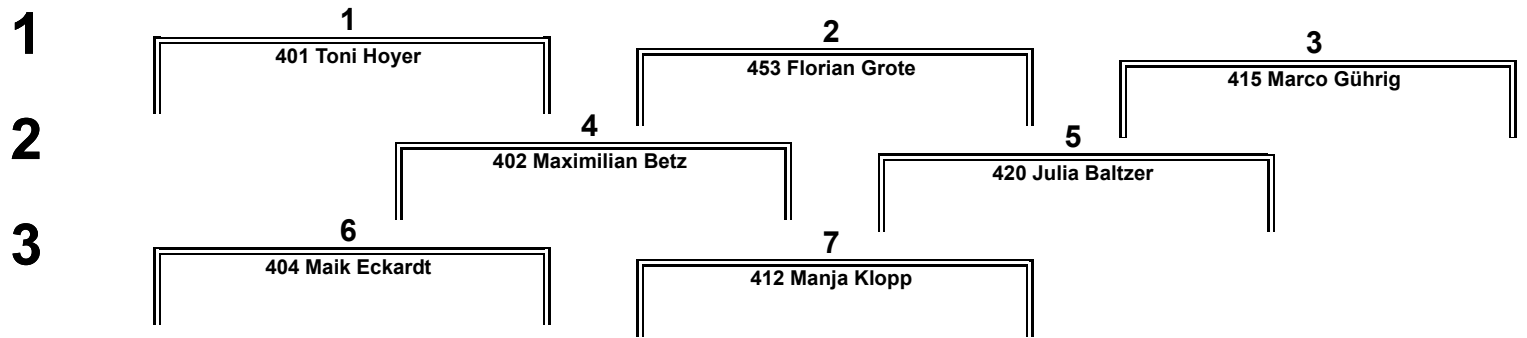 1
1
401 Toni Hoyer
2
453 Florian Grote
3
415 Marco Gührig
2
4
402 Maximilian Betz
5
420 Julia Baltzer
3
6
404 Maik Eckardt
7
412 Manja Klopp